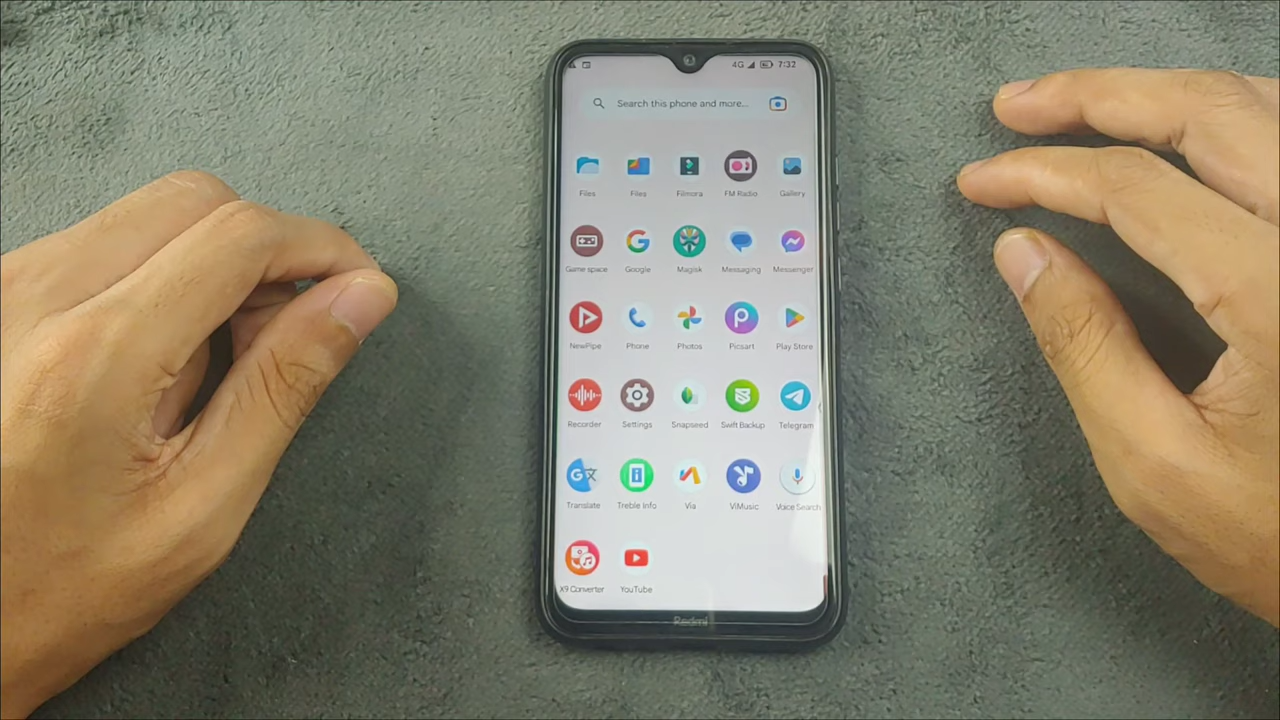 4G 7:32
Search this phone and more...
Files Files Filmora FM Radio Gallery
Game space Google Magisk Messaging Messenger
NewPipe Phone Photos Picsart Play Store
Recorder Settings Snapseed Swift Backup Telegram
Translate Treble Info Via ViMusic Voice Search
X9 Converter YouTube
Redmi